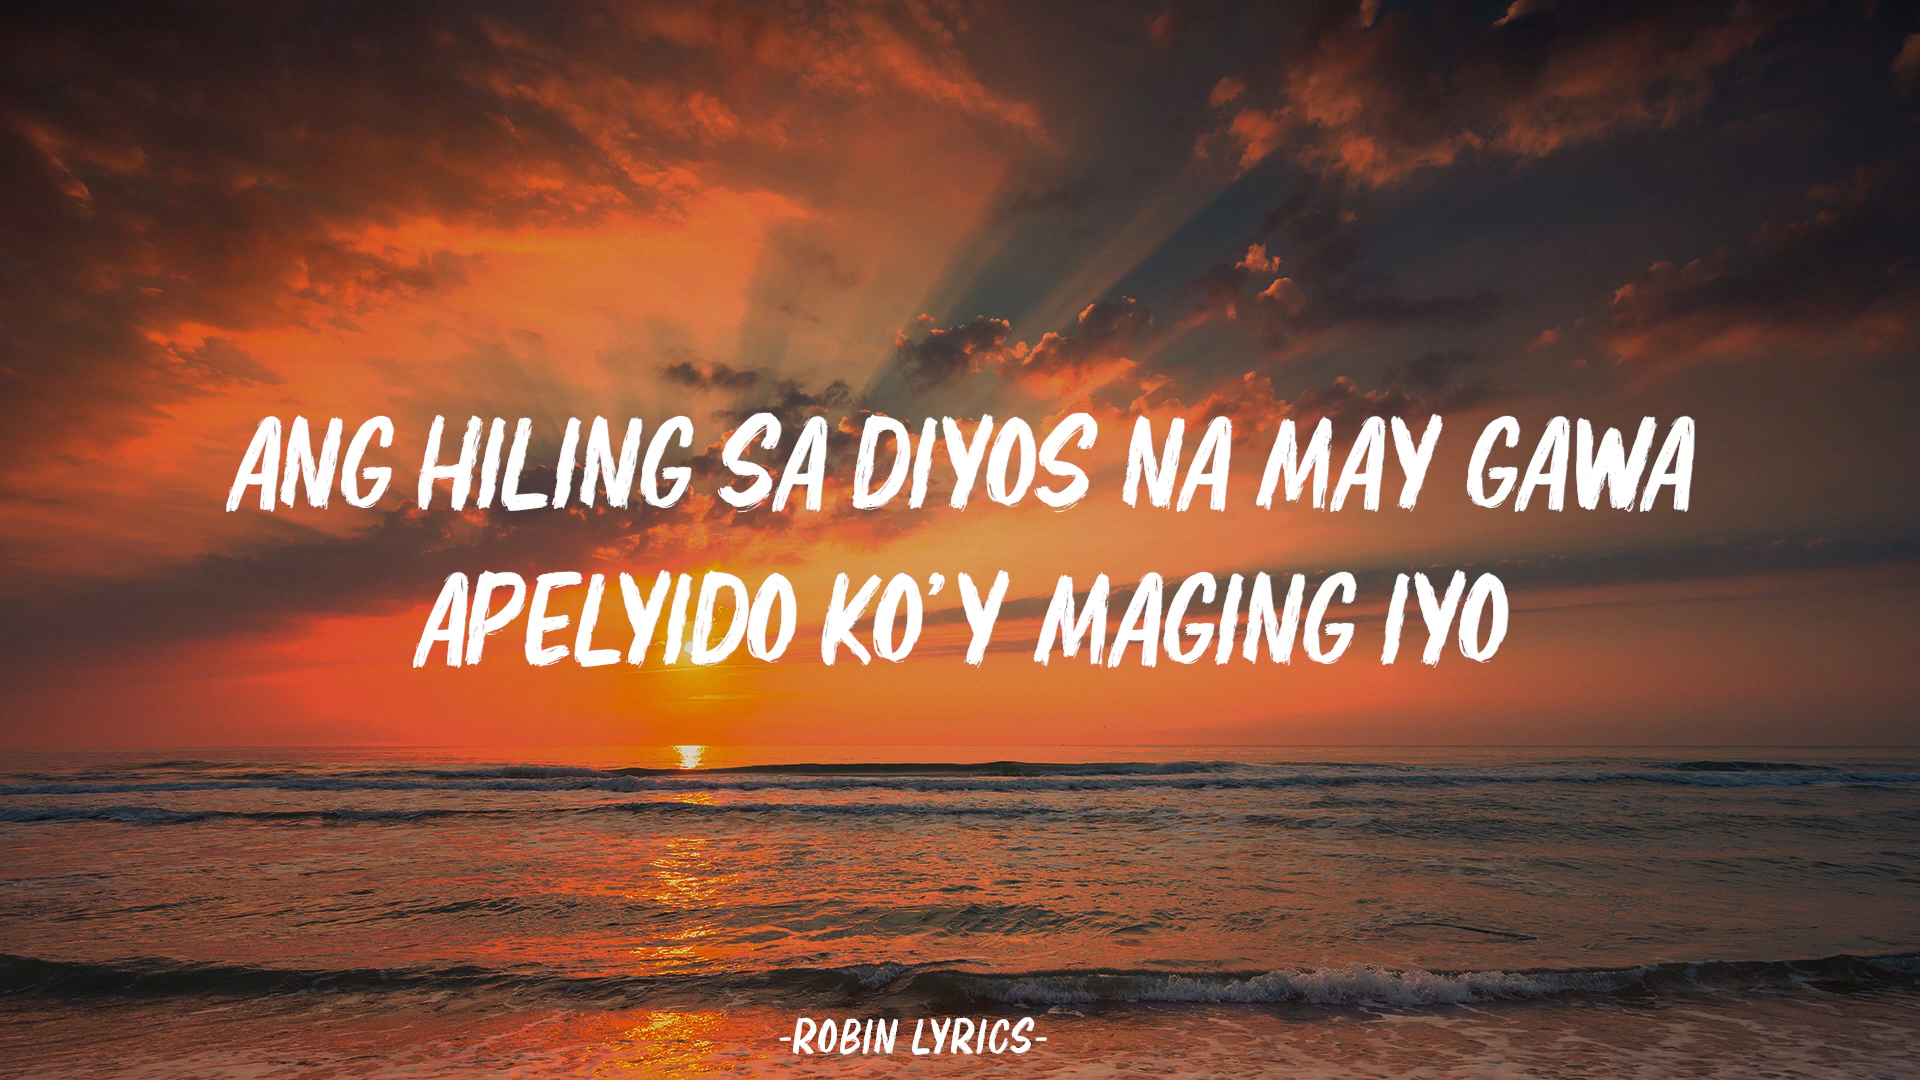 ANG HILING SA DIYOS NA MAY GAWA
APELYIDO KO'Y MAGING IYO
-ROBIN LYRICS-